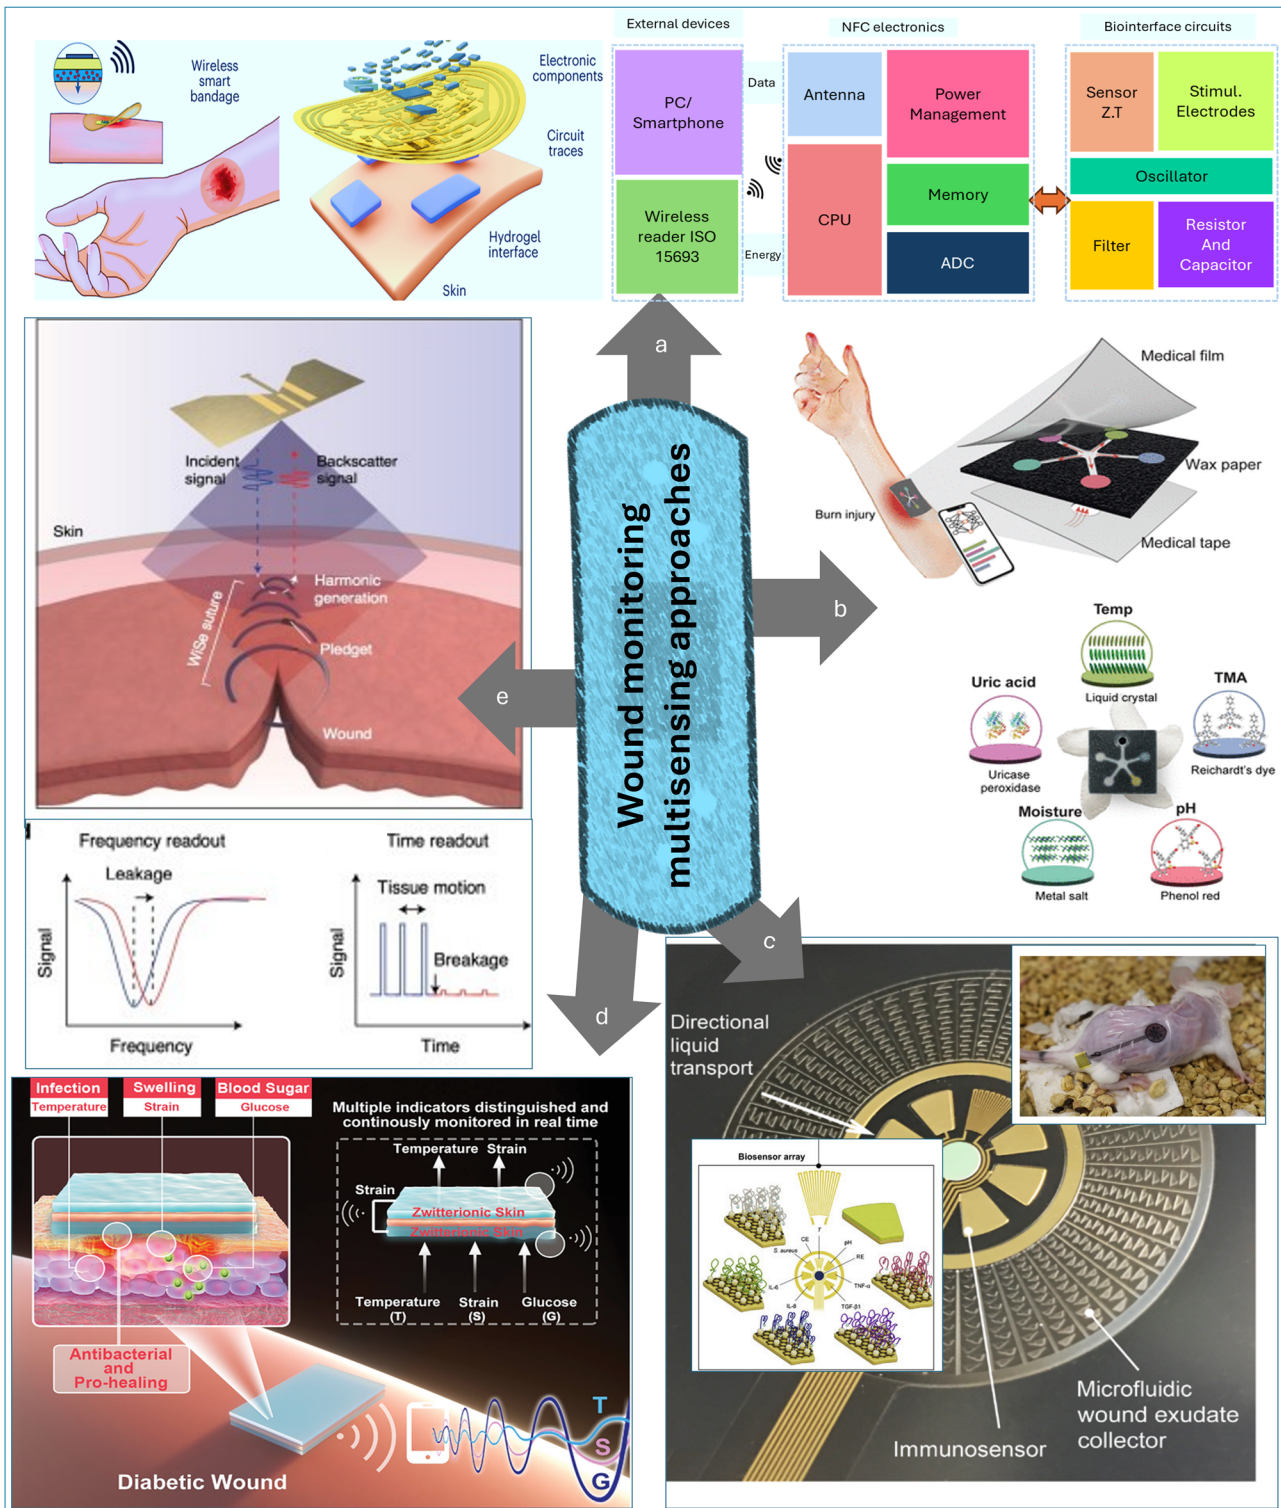 External devices
NFC electronics
Biointerface circuits
Wireless
smart
bandage
Electronic
components
Circuit
traces
Hydrogel
interface
Skin
PC/
Smartphone
Wireless
reader ISO
15693
Data
Energy
Antenna
CPU
Power
Management
Memory
ADC
Sensor
Z.T
Stimul.
Electrodes
Oscillator
Filter
Resistor
And
Capacitor
a
Wound monitoring
multisensing approaches
b
c
d
e
Incident
signal
Backscatter
signal
Skin
Harmonic
generation
WiSe suture
Pledget
Wound
Frequency readout
Leakage
Signal
Frequency
Time readout
Tissue motion
Breakage
Signal
Time
Medical film
Wax paper
Burn injury
Medical tape
Temp
Liquid crystal
Uric acid
Uricase
peroxidase
TMA
Reichardt's dye
Moisture
Metal salt
pH
Phenol red
Directional
liquid
transport
Biosensor array
T
CE
pH
S. aureus
RE
IL-6
TNF-α
IL-8
TGF-β1
Immunosensor
Microfluidic
wound exudate
collector
Infection
Temperature
Swelling
Strain
Blood Sugar
Glucose
Multiple indicators distinguished and
continously monitored in real time
Temperature
Strain
Strain
Zwitterionic Skin
Zwitterionic Skin
Temperature
(T)
Strain
(S)
Glucose
(G)
Antibacterial
and
Pro-healing
T
S
G
Diabetic Wound